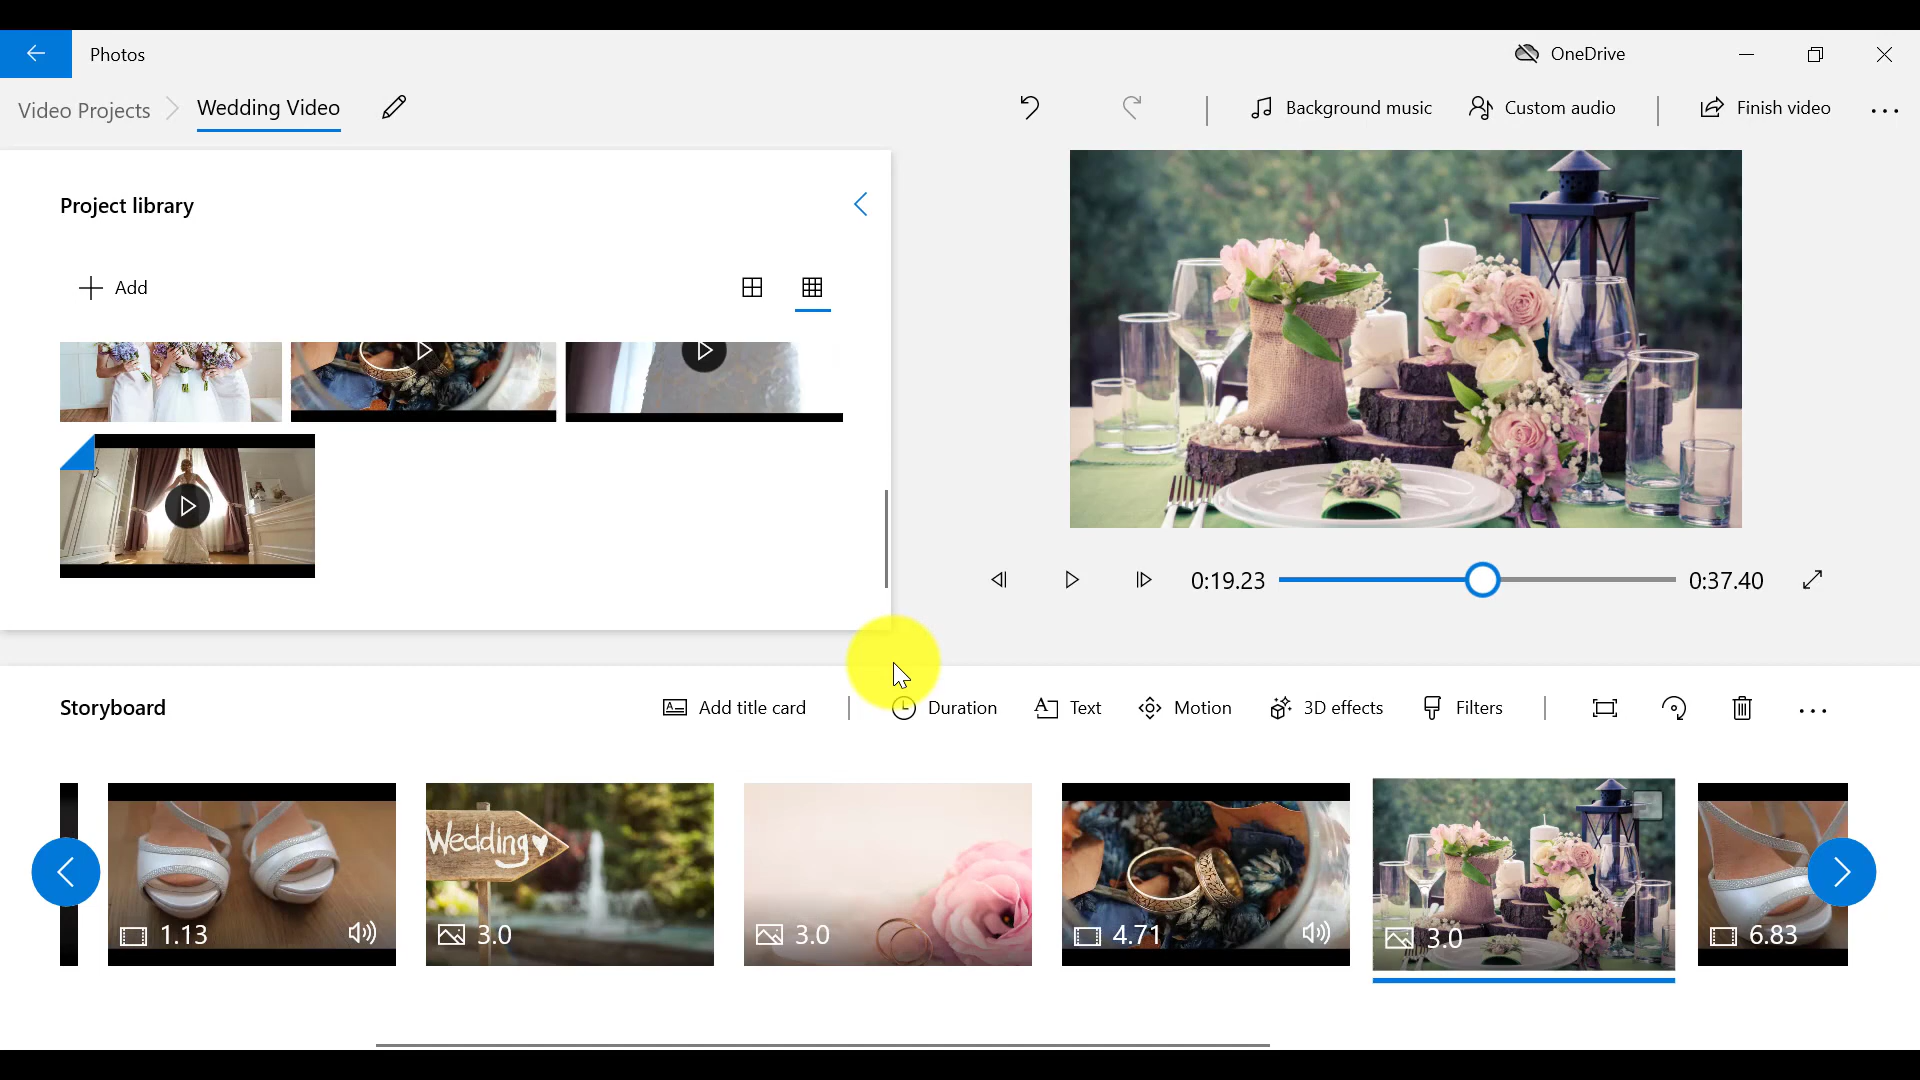 Photos
OneDrive
Video Projects
Wedding Video
Background music
Custom audio
Finish video
Project library
Add
0:19.23
0:37.40
Storyboard
Add title card
Duration
Text
Motion
3D effects
Filters
Wedding
1.13
3.0
3.0
4.71
3.0
6.83